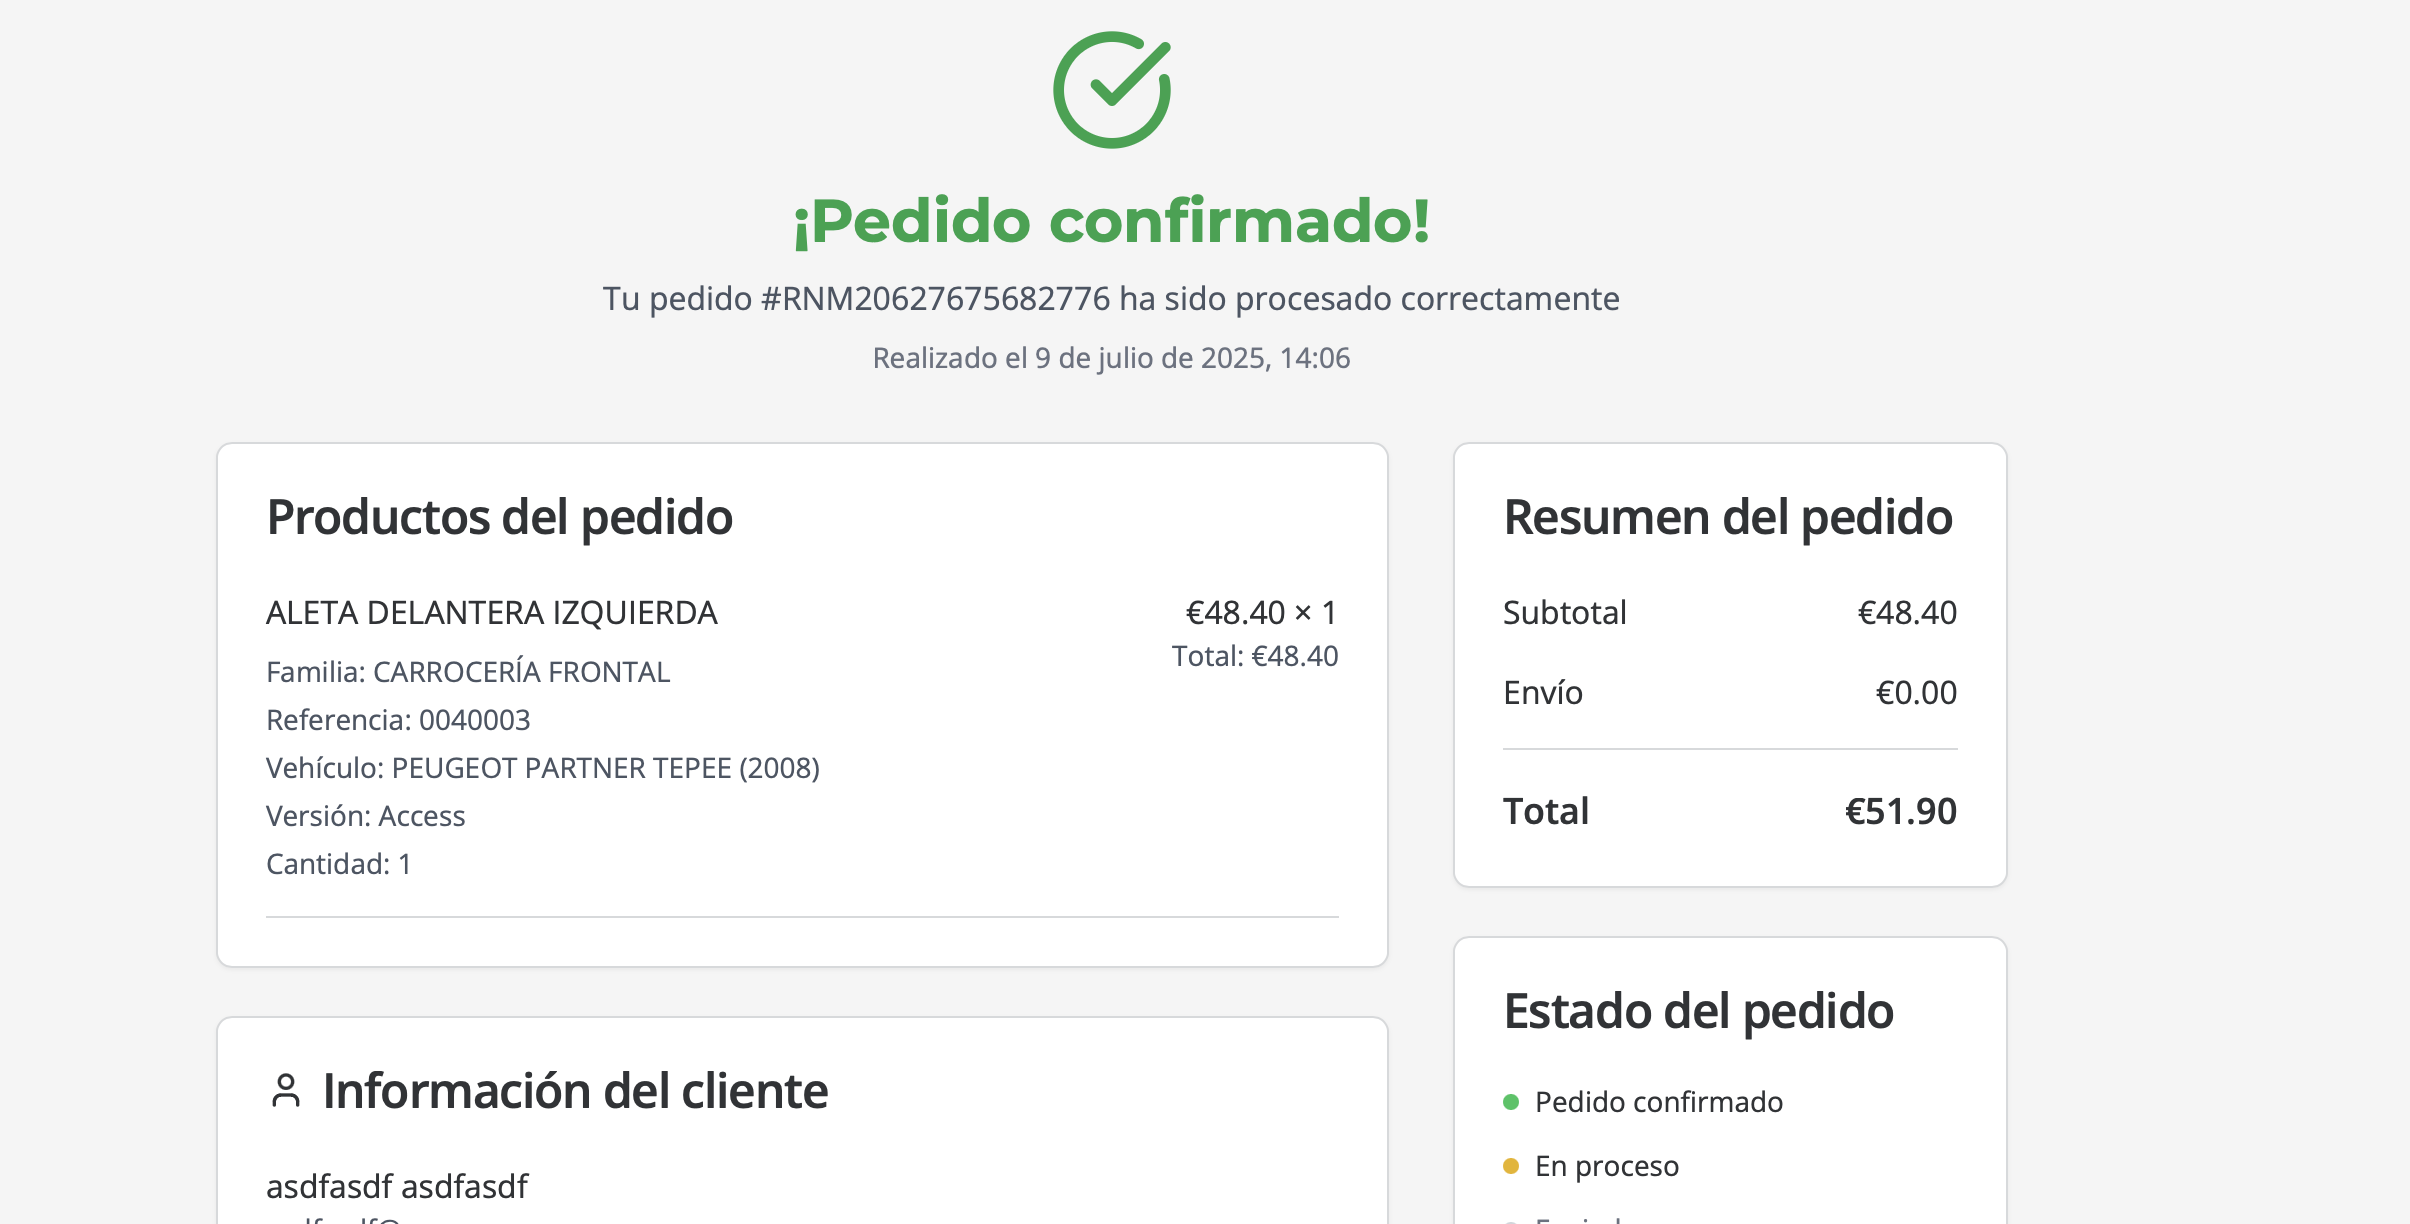 ¡Pedido confirmado!
Tu pedido #RNM20627675682776 ha sido procesado correctamente
Realizado el 9 de julio de 2025, 14:06
Productos del pedido
ALETA DELANTERA IZQUIERDA
€48.40 × 1
Total: €48.40
Familia: CARROCERÍA FRONTAL
Referencia: 0040003
Vehículo: PEUGEOT PARTNER TEPEE (2008)
Versión: Access
Cantidad: 1
Información del cliente
asdfasdf asdfasdf
Resumen del pedido
Subtotal €48.40
Envío €0.00
Total €51.90
Estado del pedido
Pedido confirmado
En proceso